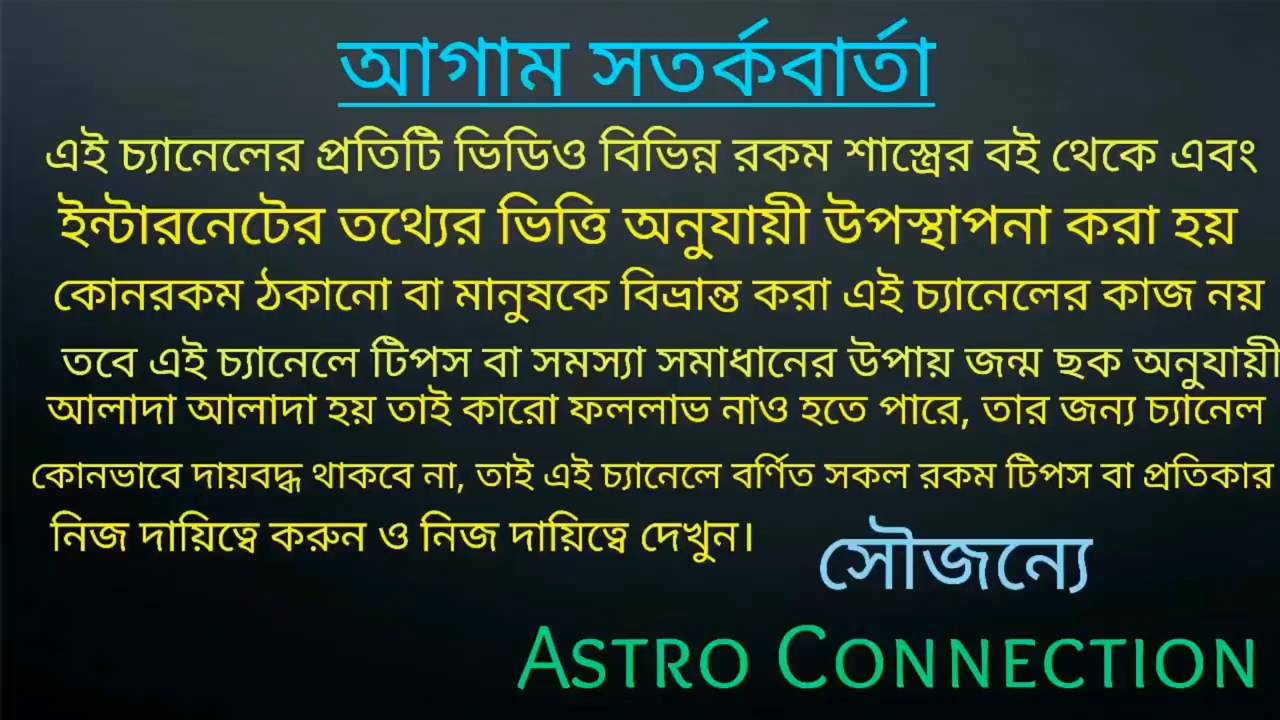 আগাম সতর্কবার্তা
এই চ্যানেলের প্রতিটি ভিডিও বিভিন্ন রকম শাস্ত্রের বই থেকে এবং
ইন্টারনেটের তথ্যের ভিত্তি অনুযায়ী উপস্থাপনা করা হয়
কোনরকম ঠকানো বা মানুষকে বিভ্রান্ত করা এই চ্যানেলের কাজ নয়
তবে এই চ্যানেলে টিপস বা সমস্যা সমাধানের উপায় জন্ম ছক অনুযায়ী
আলাদা আলাদা হয় তাই কারো ফললাভ নাও হতে পারে, তার জন্য চ্যানেল
কোনভাবে দায়বদ্ধ থাকবে না, তাই এই চ্যানেলে বর্ণিত সকল রকম টিপস বা প্রতিকার
নিজ দায়িত্বে করুন ও নিজ দায়িত্বে দেখুন।
সৌজন্যে
ASTRO CONNECTION